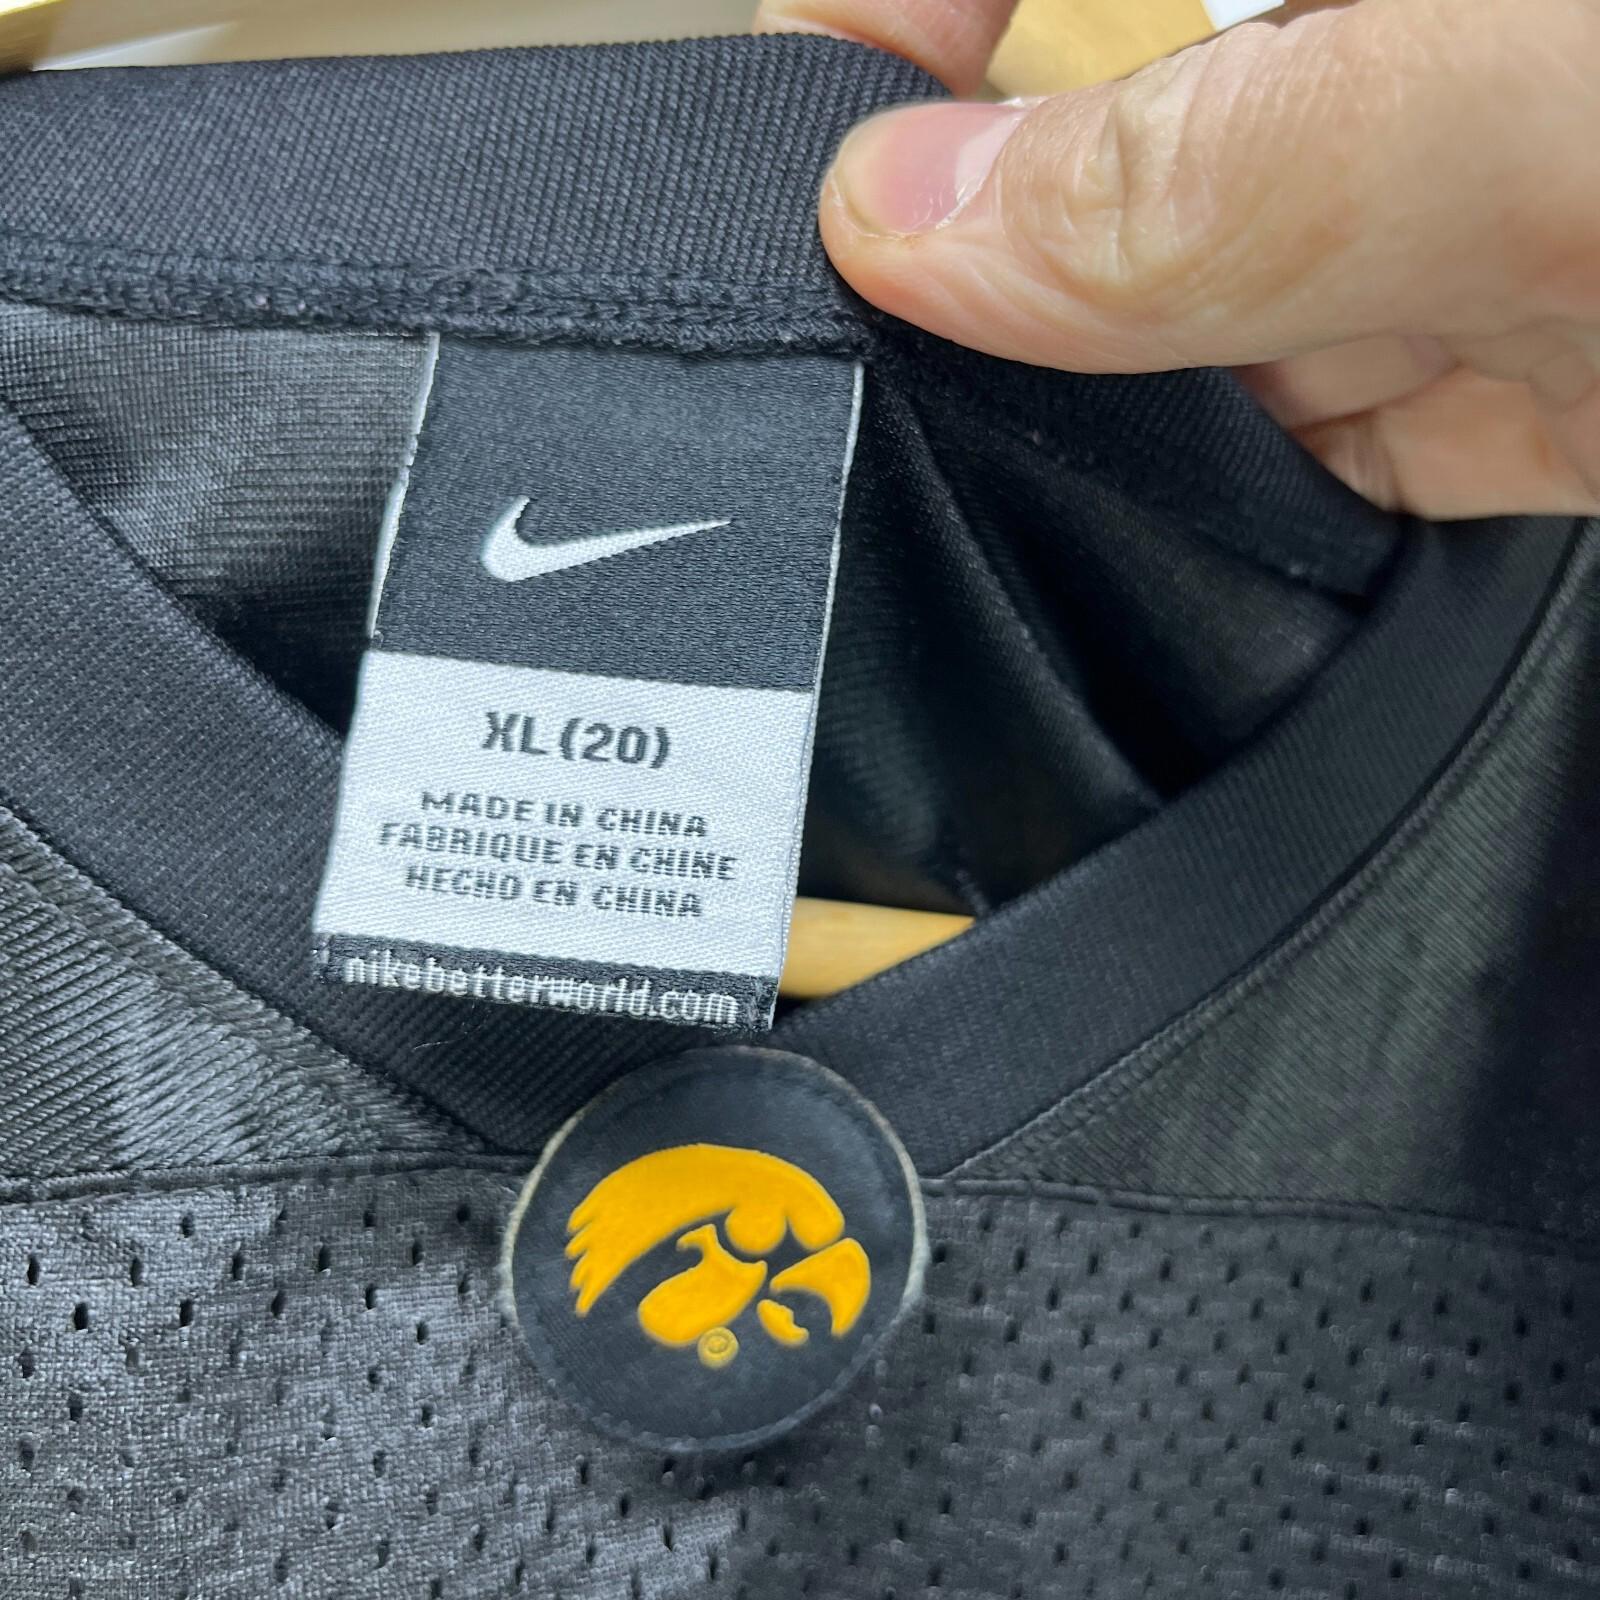 XL (20)
MADE IN CHINA
FABRIQUE EN CHINE
HECHO EN CHINA
nikebetterworld.com
®